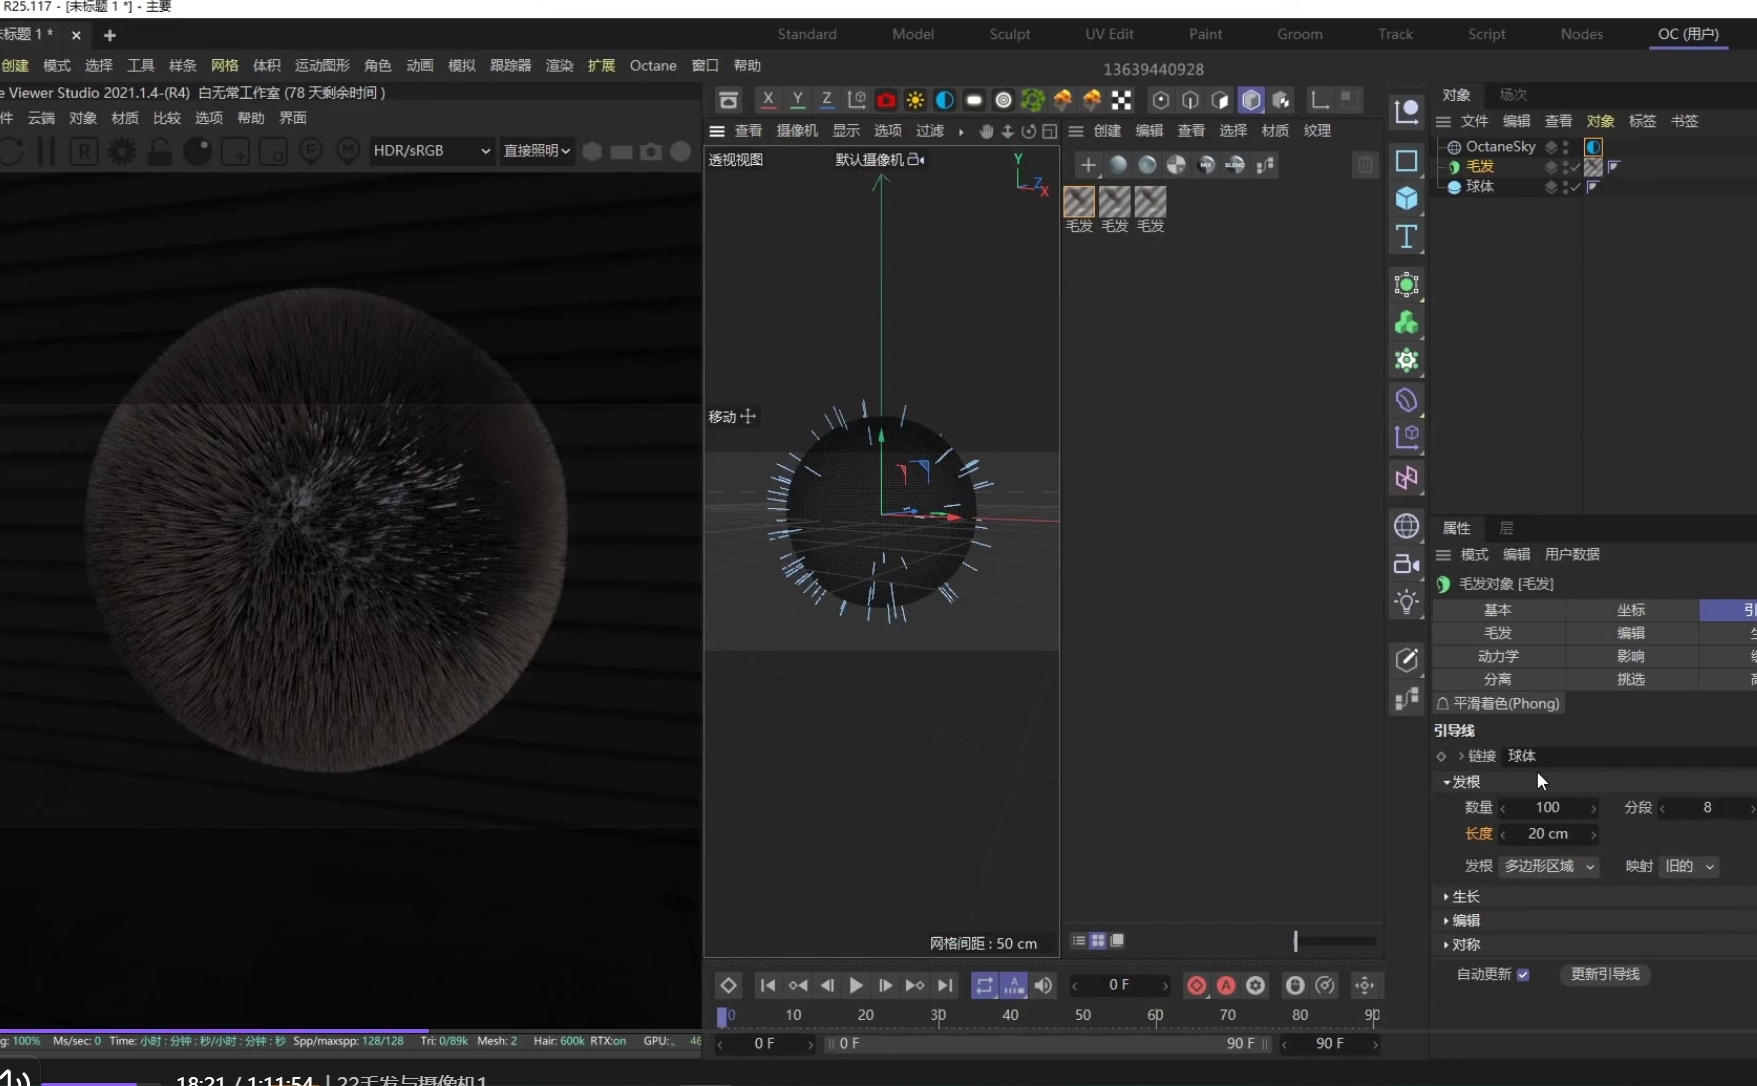 R25.117 - [未标题 1 *] - 主要
未标题 1 *
Standard Model Sculpt UV Edit Paint Groom Track Script Nodes OC (用户)
创建 模式 选择 工具 样条 网格 体积 运动图形 角色 动画 模拟 跟踪器 渲染 扩展 Octane 窗口 帮助
13639440928
e Viewer Studio 2021.1.4-(R4) 白无常工作室 (78 天剩余时间 )
件 云端 对象 材质 比较 选项 帮助 界面
HDR/sRGB 直接照明
X Y Z
查看 摄像机 显示 选项 过滤
创建 编辑 查看 选择 材质 纹理
透视视图 默认摄像机
Y
Z
X
MIX BLEND
毛发 毛发 毛发
移动
网格间距 : 50 cm
对象 场次
文件 编辑 查看 对象 标签 书签
OctaneSky
毛发
球体
属性 层
模式 编辑 用户数据
毛发对象 [毛发]
基本 坐标 引
毛发 编辑
动力学 影响
分离 挑选
平滑着色(Phong)
引导线
链接 球体
发根
数量 100 分段 8
长度 20 cm
发根 多边形区域 映射 旧的
生长
编辑
对称
自动更新 更新引导线
0 F
0 10 20 30 40 50 60 70 80 90
0 F 0 F 90 F 90 F
g: 100% Ms/sec: 0 Time: 小时 : 分钟 : 秒/小时 : 分钟 : 秒 Spp/maxspp: 128/128 Tri: 0/89k Mesh: 2 Hair: 600k RTX:on GPU: 46
18:21 / 1:11:54 | 22毛发与摄像机1